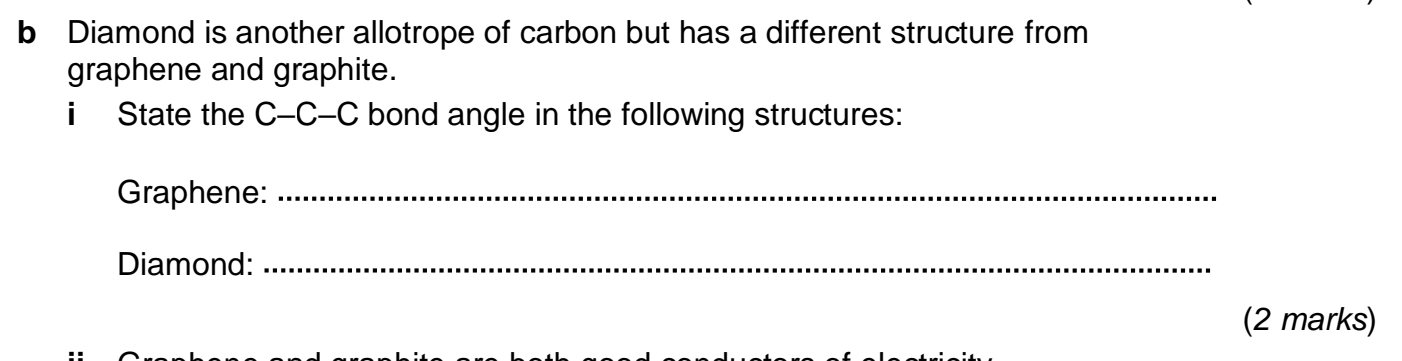 b Diamond is another allotrope of carbon but has a different structure from
graphene and graphite.
i State the C–C–C bond angle in the following structures:
Graphene: ................................................................................................................
Diamond: .................................................................................................................
(2 marks)
ii Graphene and graphite are both good conductors of electricity